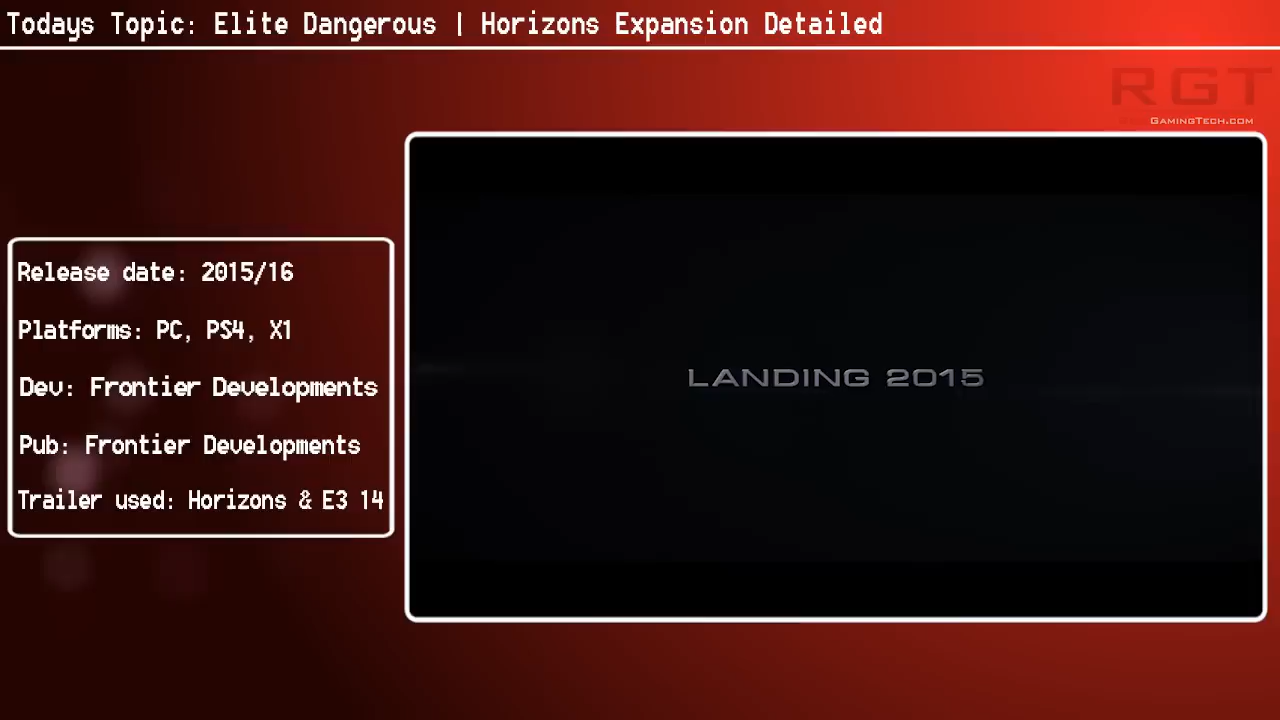 Todays Topic: Elite Dangerous | Horizons Expansion Detailed
RGT
GamingTech.com
Release date: 2015/16
Platforms: PC, PS4, X1
Dev: Frontier Developments
Pub: Frontier Developments
Trailer used: Horizons & E3 14
LANDING 2015